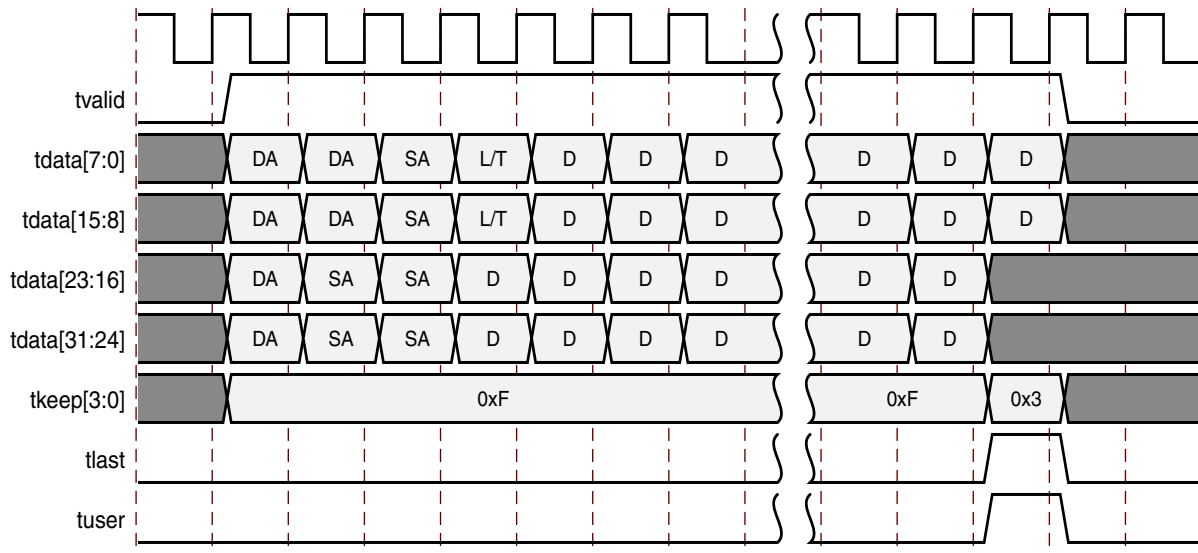 tvalid
tdata[7:0] DA DA SA L/T D D D D D D
tdata[15:8] DA DA SA L/T D D D D D D
tdata[23:16] DA SA SA D D D D D D
tdata[31:24] DA SA SA D D D D D D
tkeep[3:0] 0xF 0xF 0x3
tlast
tuser